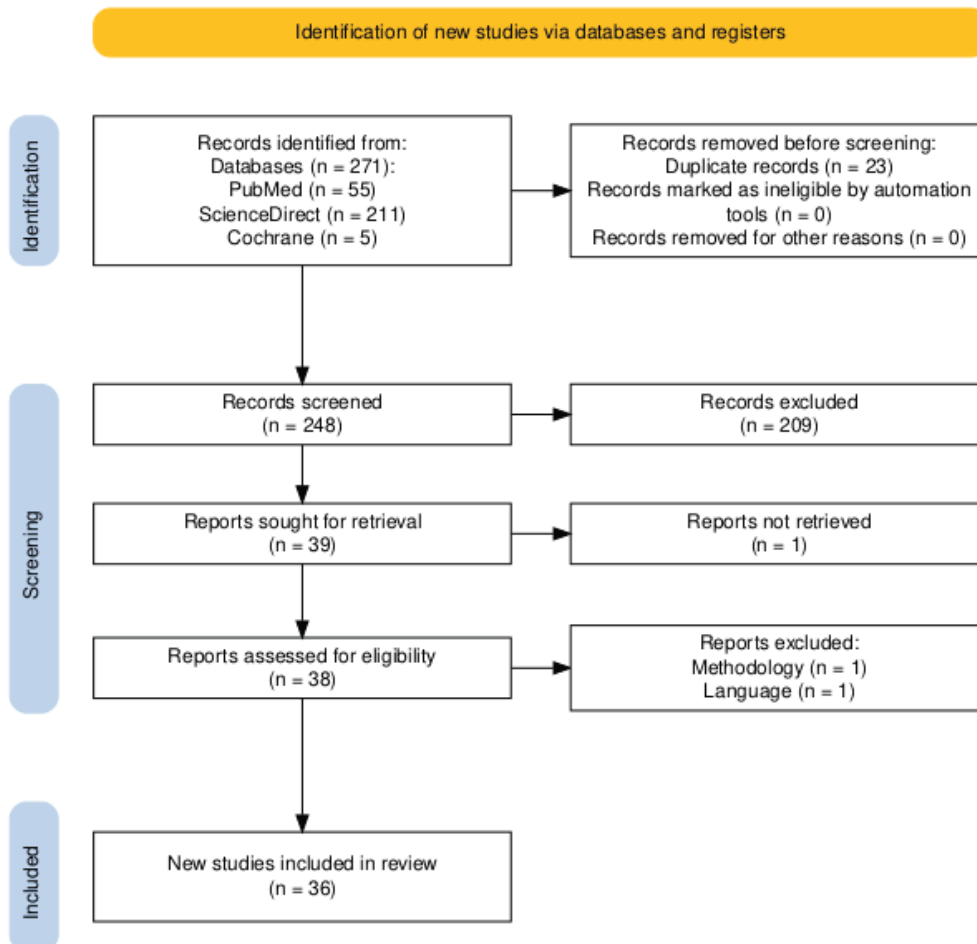 Identification of new studies via databases and registers
Identification
Records identified from:
Databases (n = 271):
PubMed (n = 55)
ScienceDirect (n = 211)
Cochrane (n = 5)
Records removed before screening:
Duplicate records (n = 23)
Records marked as ineligible by automation
tools (n = 0)
Records removed for other reasons (n = 0)
Screening
Records screened
(n = 248)
Records excluded
(n = 209)
Reports sought for retrieval
(n = 39)
Reports not retrieved
(n = 1)
Reports assessed for eligibility
(n = 38)
Reports excluded:
Methodology (n = 1)
Language (n = 1)
Included
New studies included in review
(n = 36)